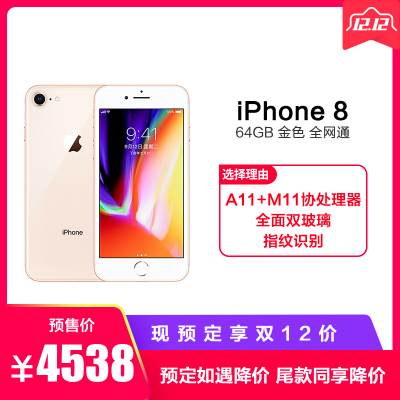 12.12
iPhone 8
64GB 金色 全网通
选择理由
A11+M11协处理器
全面双玻璃
指纹识别
9:41
iPhone
预售价
¥4538
现预定享双12价
预定如遇降价 尾款同享降价